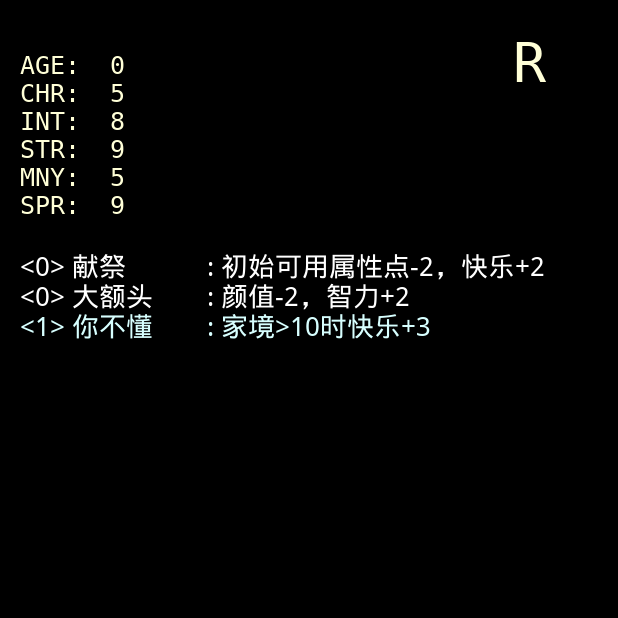 R
AGE: 0
CHR: 5
INT: 8
STR: 9
MNY: 5
SPR: 9
<0> 献祭 : 初始可用属性点-2，快乐+2
<0> 大额头 : 颜值-2，智力+2
<1> 你不懂 : 家境>10时快乐+3